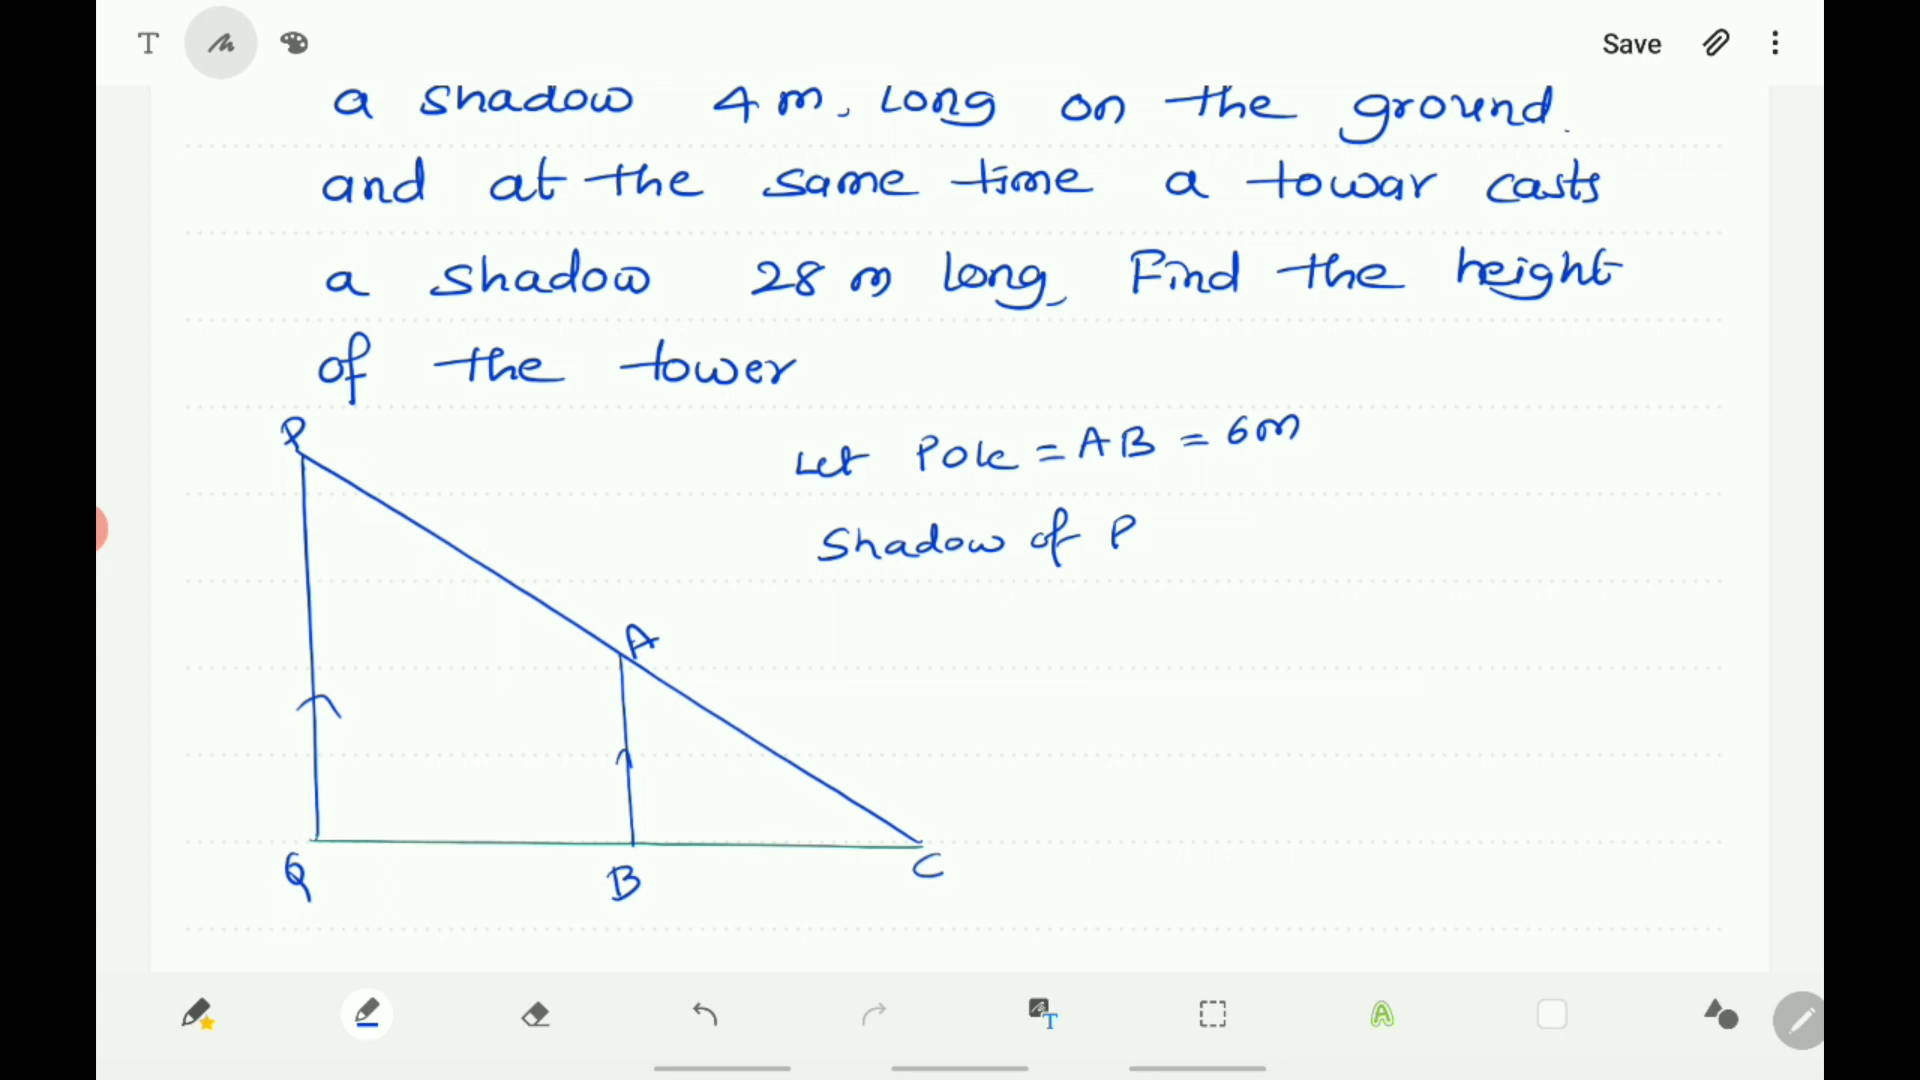 Save
a shadow 4 m, long on the ground.
and at the same time a towar casts
a shadow 28 m long, Find the height
of the tower
P
Let Pole = AB = 6m
Shadow of P
A
Q
B
C